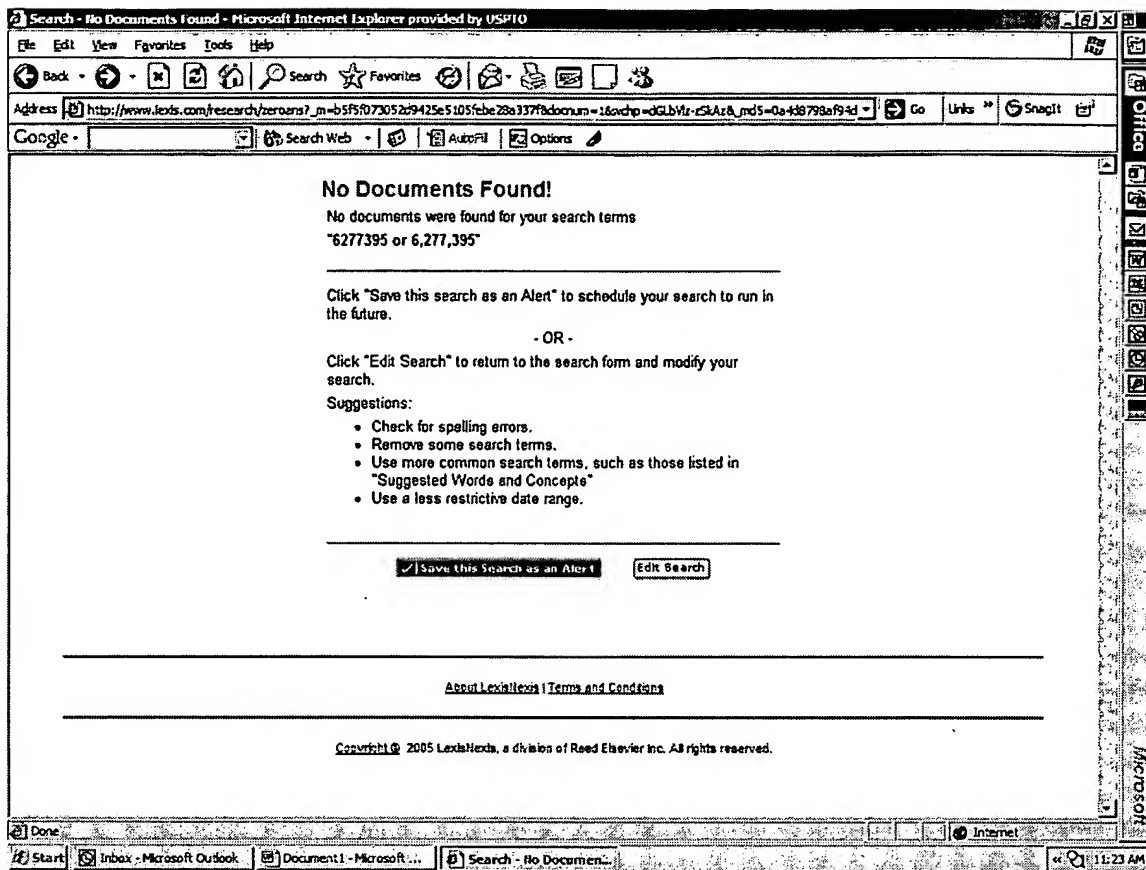 Search - No Documents Found - Microsoft Internet Explorer provided by USPTO
File Edit View Favorites Tools Help
Back Search Favorites
Address http://www.lexis.com/research/zeroans?_m=b5f5f073052d9425e5105febe28a337f&docnum=1&wchp=dGLbVlz-zSkAz&_md5=0a4d8798af94d Go Links » SnagIt
Google - Search Web AutoFill Options
Office
No Documents Found!
No documents were found for your search terms
"6277395 or 6,277,395"
Click "Save this search as an Alert" to schedule your search to run in
the future.
- OR -
Click "Edit Search" to return to the search form and modify your
search.
Suggestions:
• Check for spelling errors.
• Remove some search terms.
• Use more common search terms, such as those listed in
"Suggested Words and Concepts"
• Use a less restrictive date range.
Save this Search as an Alert Edit Search
About LexisNexis | Terms and Conditions
Copyright © 2005 LexisNexis, a division of Reed Elsevier Inc. All rights reserved.
Microsoft
Done Internet
Start Inbox - Microsoft Outlook Document1 - Microsoft ... Search - No Documen... « 11:23 AM